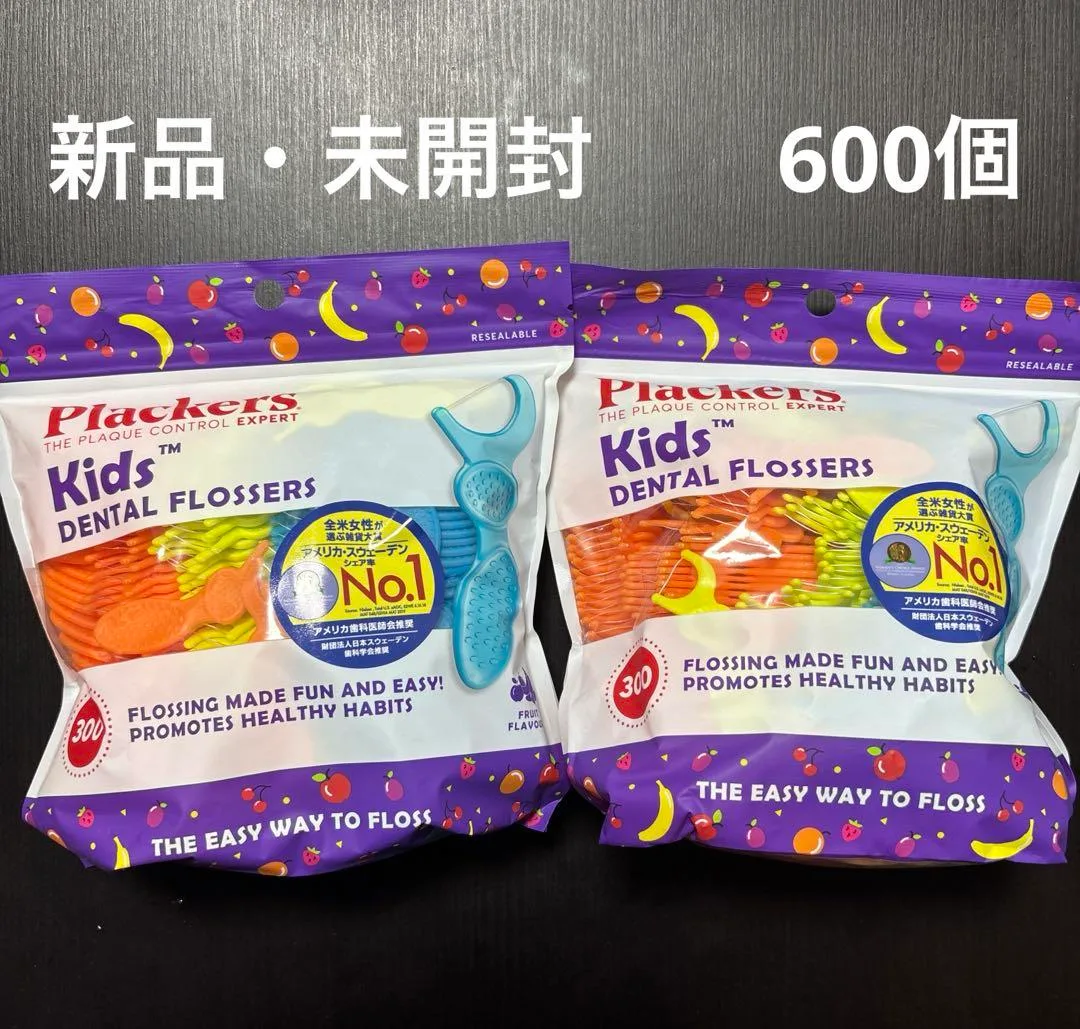 新品・未開封 600個
RESEALABLE
Plackers
THE PLAQUE CONTROL EXPERT
Kids™
DENTAL FLOSSERS
全米女性が
選ぶ雑貨大賞
アメリカ・スウェーデン
シェア率
No.1
アメリカ歯科医師会推奨
財団法人日本スウェーデン
歯科学会推奨
300
FLOSSING MADE FUN AND EASY!
PROMOTES HEALTHY HABITS
FRUIT
THE EASY WAY TO FLOSS
RESEALABLE
Plackers
THE PLAQUE CONTROL EXPERT
Kids™
DENTAL FLOSSERS
全米女性が
選ぶ雑貨大賞
アメリカ・スウェーデン
シェア率
No.1
アメリカ歯科医師会推奨
財団法人日本スウェーデン
歯科学会推奨
300
FLOSSING MADE FUN AND EASY
PROMOTES HEALTHY HABITS
THE EASY WAY TO FLOSS